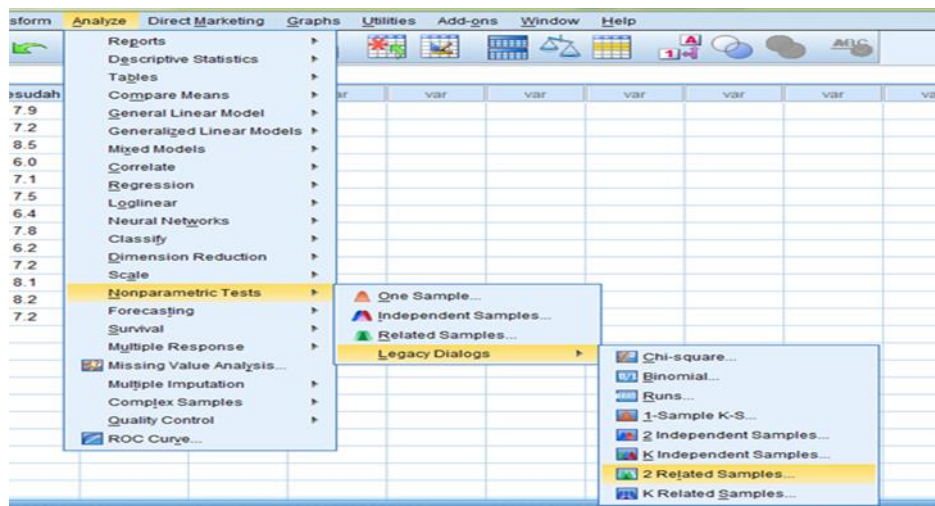 sform Analyze Direct Marketing Graphs Utilities Add-ons Window Help
esudah var var var var var
7.9
7.2
8.5
6.0
7.1
7.5
6.4
7.8
6.2
7.2
8.1
8.2
7.2
Reports
Descriptive Statistics
Tables
Compare Means
General Linear Model
Generalized Linear Models
Mixed Models
Correlate
Regression
Loglinear
Neural Networks
Classify
Dimension Reduction
Scale
Nonparametric Tests
Forecasting
Survival
Multiple Response
Missing Value Analysis...
Multiple Imputation
Complex Samples
Quality Control
ROC Curve...
One Sample...
Independent Samples...
Related Samples...
Legacy Dialogs
Chi-square...
Binomial...
Runs...
1-Sample K-S...
2 Independent Samples...
K Independent Samples...
2 Related Samples...
K Related Samples...